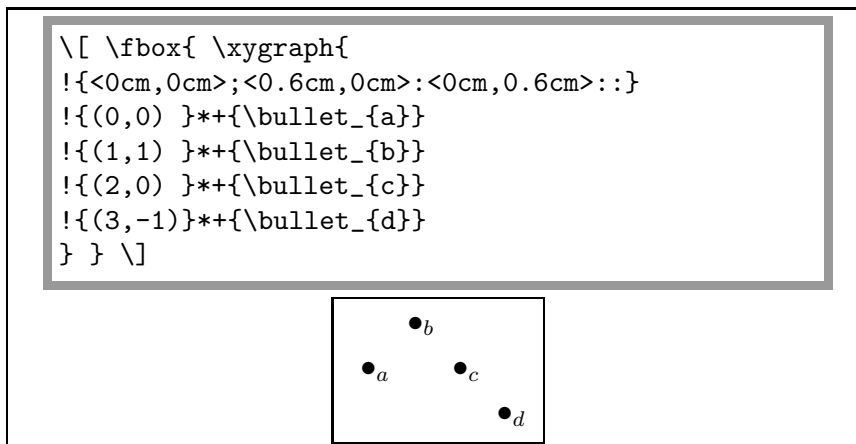 \[ \fbox{ \xygraph{
!{<0cm,0cm>;<0.6cm,0cm>:<0cm,0.6cm>::}
!{(0,0) }*+{\bullet_{a}}
!{(1,1) }*+{\bullet_{b}}
!{(2,0) }*+{\bullet_{c}}
!{(3,-1)}*+{\bullet_{d}}
} } \]
•b
•a •c
•d